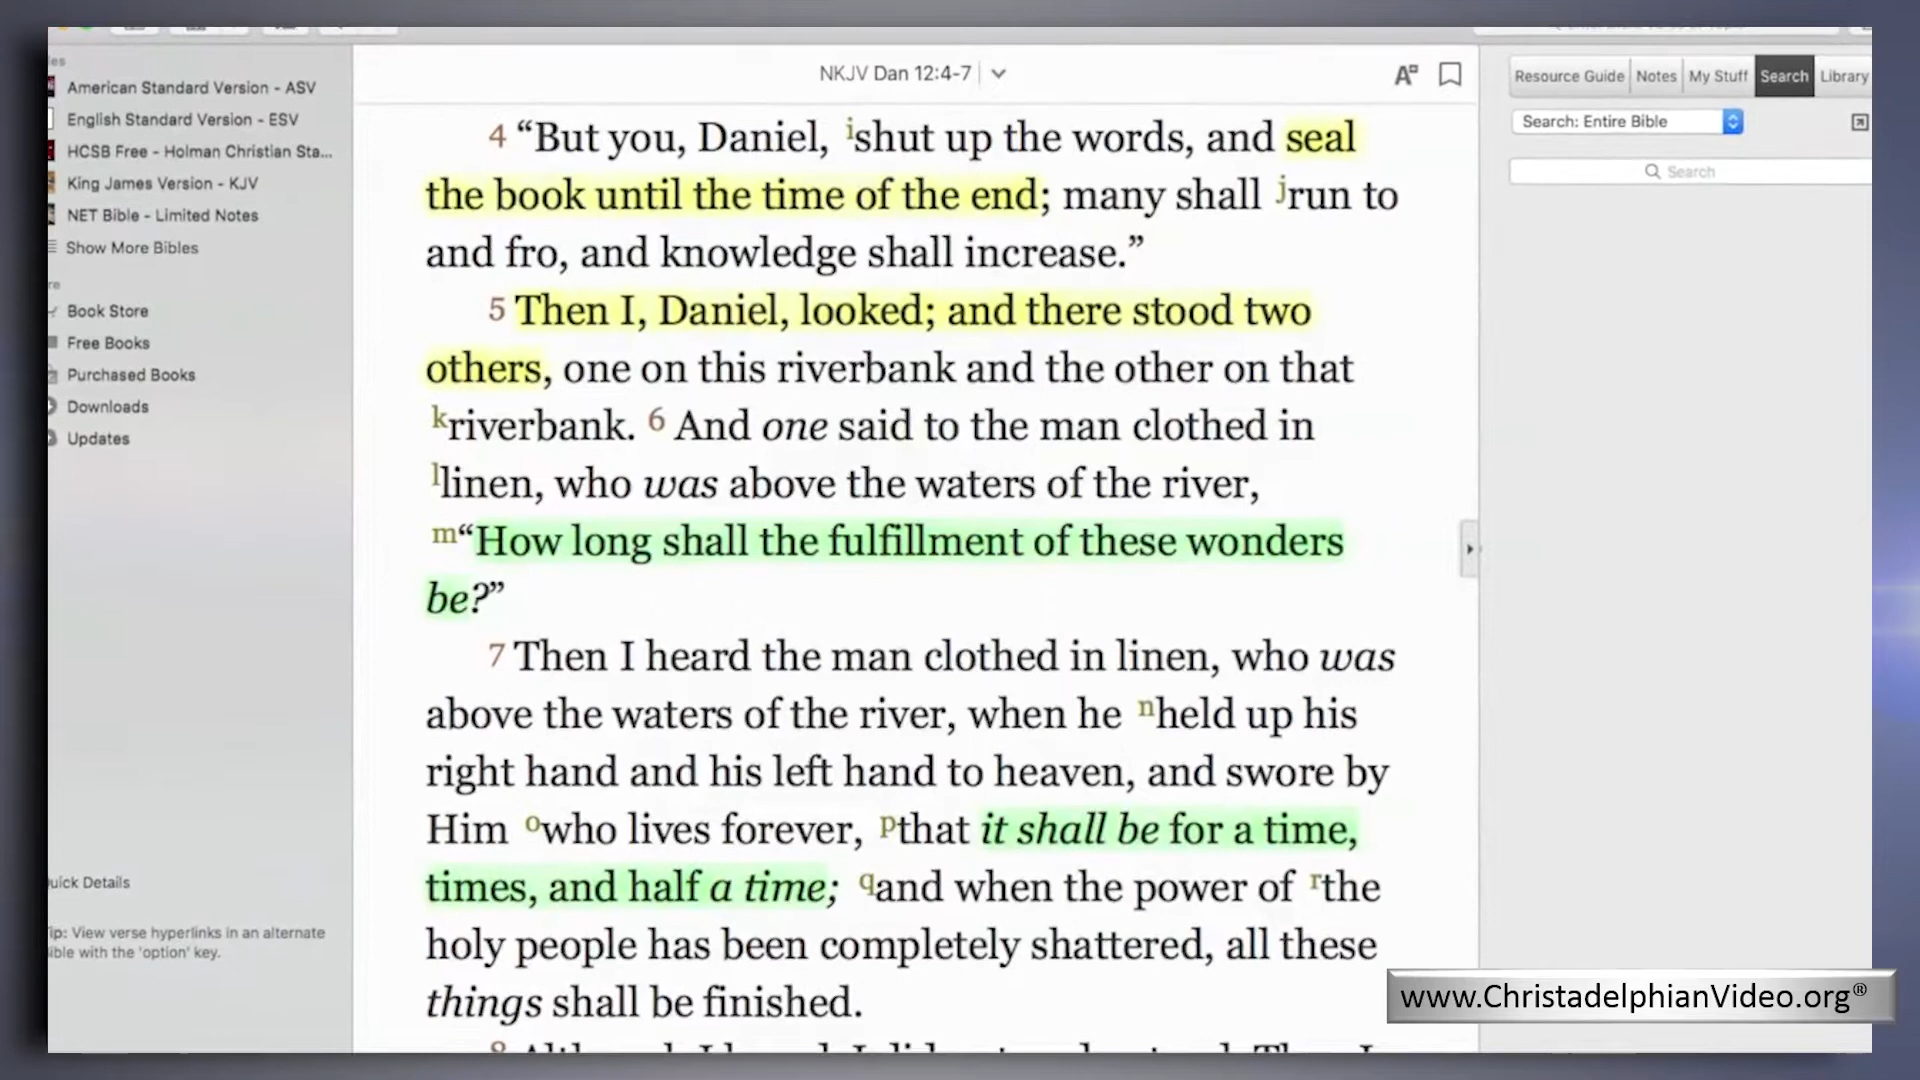 American Standard Version - ASV
English Standard Version - ESV
HCSB Free - Holman Christian Sta...
King James Version - KJV
NET Bible - Limited Notes
Show More Bibles
Book Store
Free Books
Purchased Books
Downloads
Updates
uick Details
ip: View verse hyperlinks in an alternate
ible with the 'option' key.
NKJV Dan 12:4-7
4 “But you, Daniel, ishut up the words, and seal
the book until the time of the end; many shall jrun to
and fro, and knowledge shall increase.”
5 Then I, Daniel, looked; and there stood two
others, one on this riverbank and the other on that
kriverbank. 6 And one said to the man clothed in
llinen, who was above the waters of the river,
m“How long shall the fulfillment of these wonders
be?”
7 Then I heard the man clothed in linen, who was
above the waters of the river, when he nheld up his
right hand and his left hand to heaven, and swore by
Him owho lives forever, pthat it shall be for a time,
times, and half a time; qand when the power of rthe
holy people has been completely shattered, all these
things shall be finished.
Resource Guide Notes My Stuff Search Library
Search: Entire Bible
Search
www.ChristadelphianVideo.org®